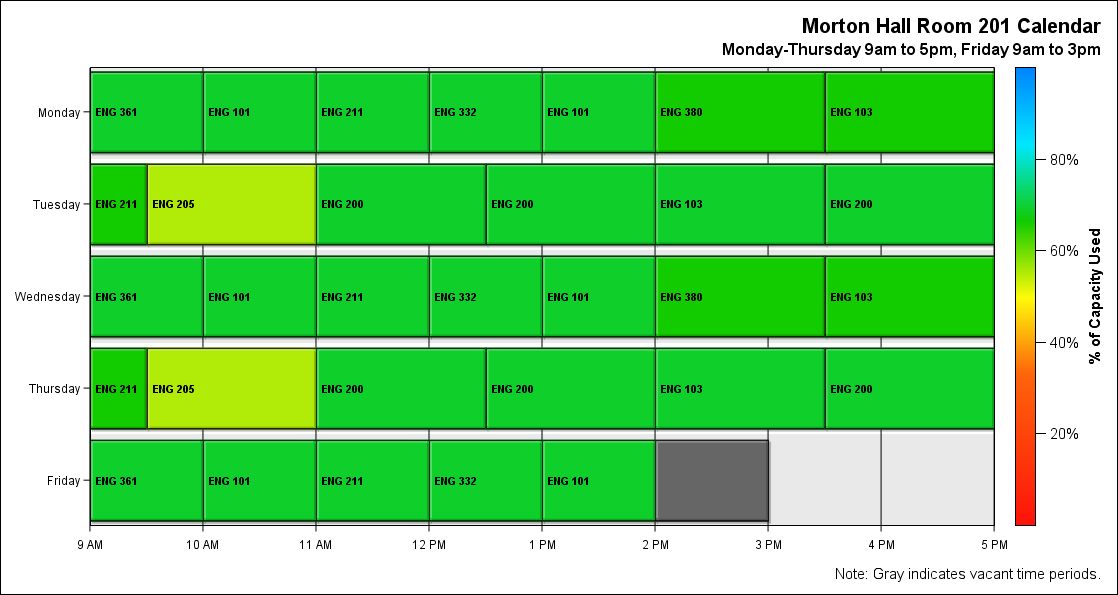 Morton Hall Room 201 Calendar
Monday-Thursday 9am to 5pm, Friday 9am to 3pm
Monday ENG 361 ENG 101 ENG 211 ENG 332 ENG 101 ENG 380 ENG 103
80%
Tuesday ENG 211 ENG 205 ENG 200 ENG 200 ENG 103 ENG 200
60%
Wednesday ENG 361 ENG 101 ENG 211 ENG 332 ENG 101 ENG 380 ENG 103
% of Capacity Used
40%
Thursday ENG 211 ENG 205 ENG 200 ENG 200 ENG 103 ENG 200
20%
Friday ENG 361 ENG 101 ENG 211 ENG 332 ENG 101
9 AM 10 AM 11 AM 12 PM 1 PM 2 PM 3 PM 4 PM 5 PM
Note: Gray indicates vacant time periods.